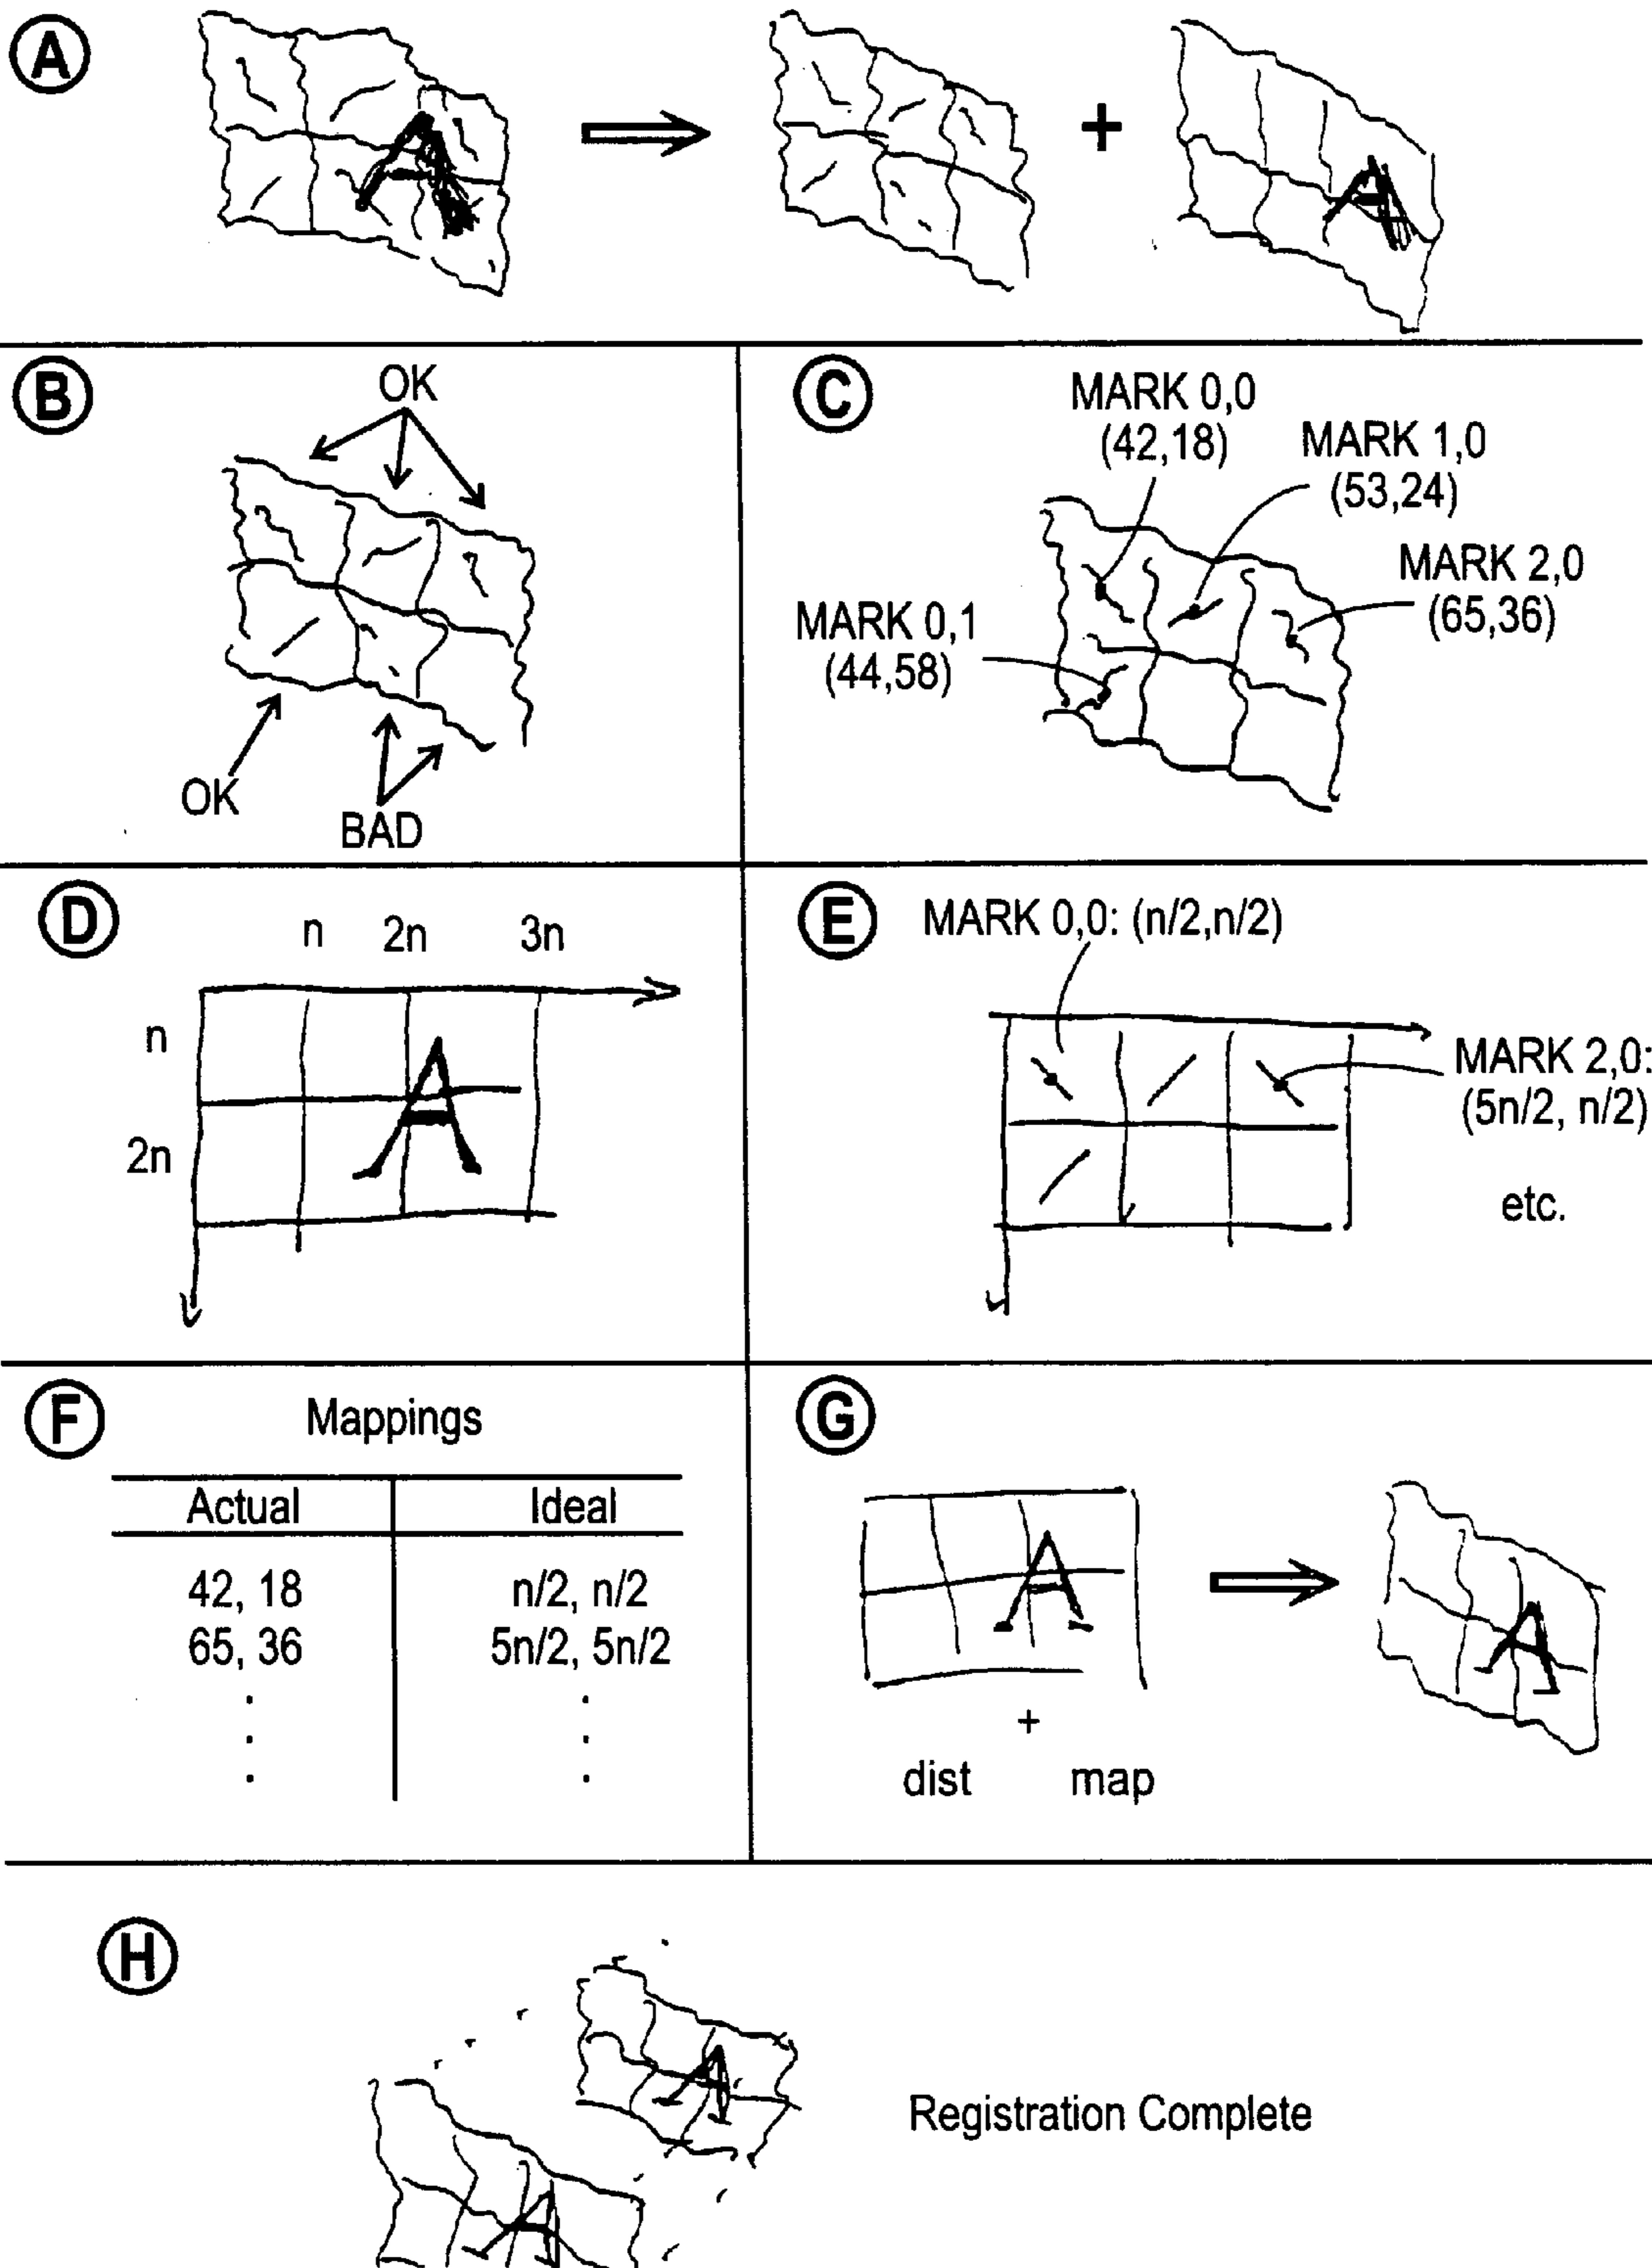 A
A
+
A
B
OK
OK
BAD
C
MARK 0,0
(42,18)
MARK 1,0
(53,24)
MARK 2,0
(65,36)
MARK 0,1
(44,58)
D
n 2n 3n
n
2n
A
E
MARK 0,0: (n/2,n/2)
MARK 2,0:
(5n/2, n/2)
etc.
F
Mappings
Actual Ideal
42, 18 n/2, n/2
65, 36 5n/2, 5n/2
G
A
+
dist map
A
H
A
A
Registration Complete